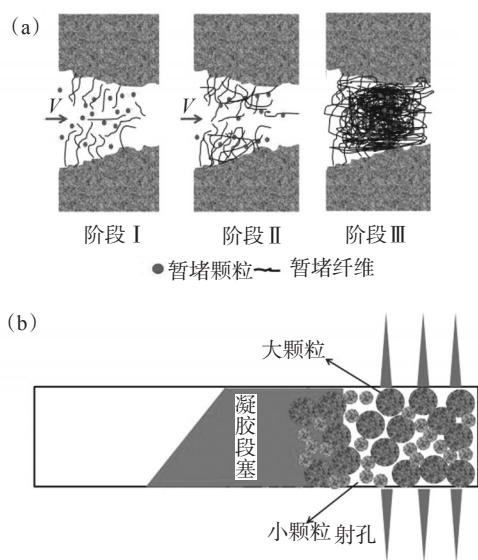 (a)
V V
阶段Ⅰ 阶段Ⅱ 阶段Ⅲ
暂堵颗粒 暂堵纤维
(b)
大颗粒
凝胶段塞
小颗粒 射孔